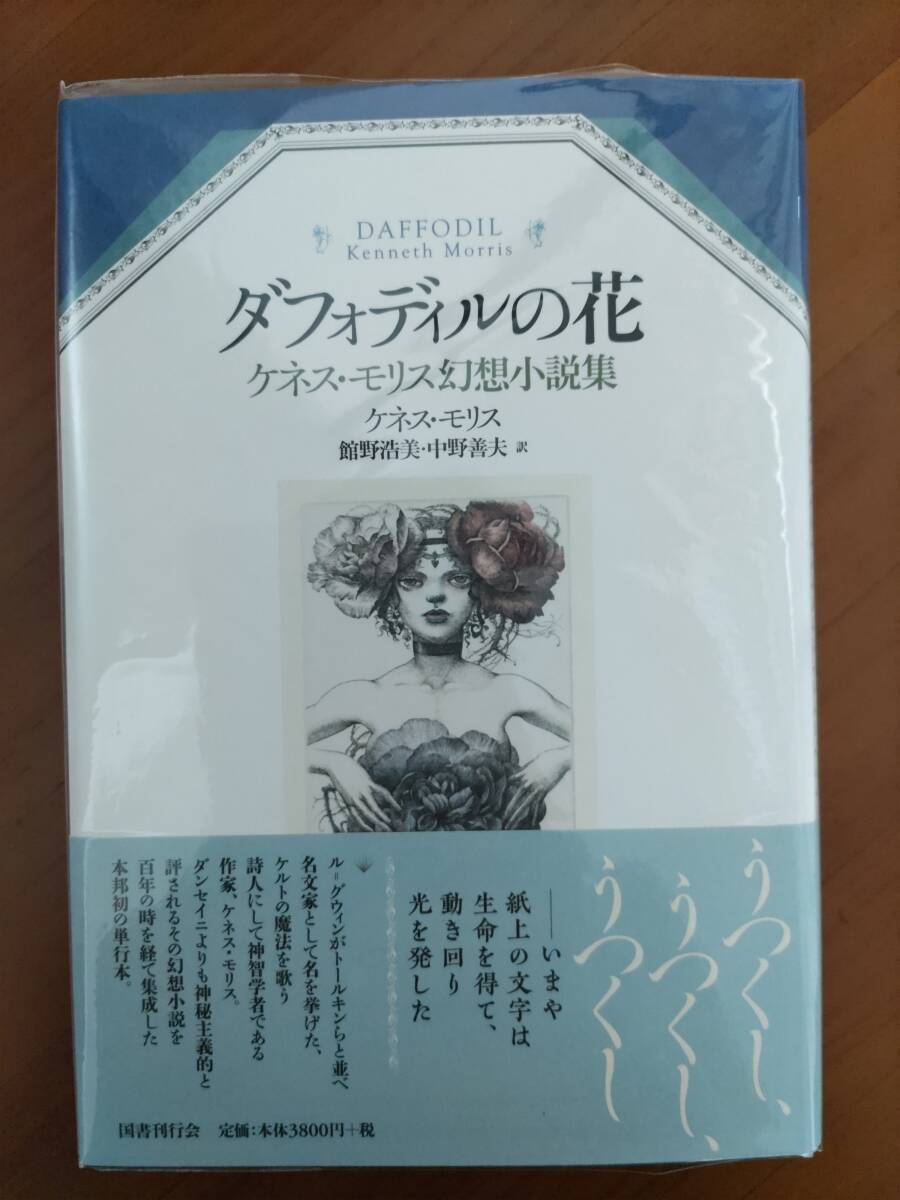 DAFFODIL
Kenneth Morris
ダフォディルの花
ケネス・モリス幻想小説集
ケネス・モリス
館野浩美・中野善夫 訳
うつくし、
うつくし、
うつくし
――いまや
紙上の文字は
生命を得て、
動き回り
光を発した
ル=グウィンがトールキンらと並べ
名文家として名を挙げた、
ケルトの魔法を歌う
詩人にして神智学者である
作家、ケネス・モリス。
ダンセイニよりも神秘主義的と
評されるその幻想小説を
百年の時を経て集成した
本邦初の単行本。
国書刊行会 定価:本体3800円+税